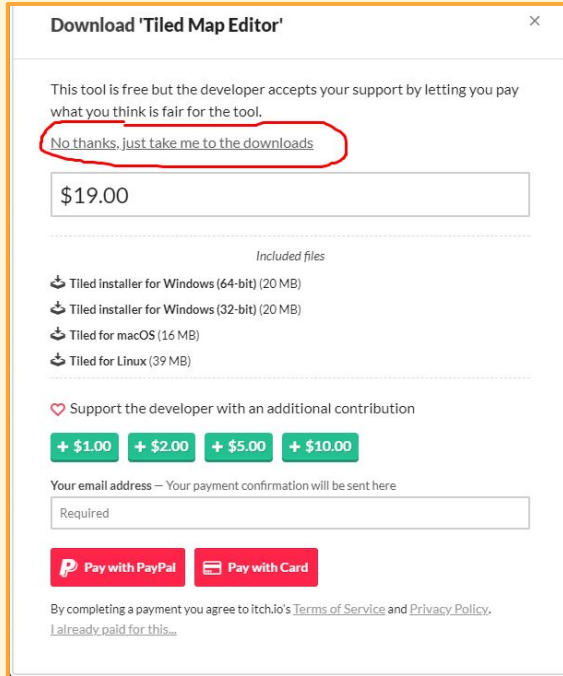 Download 'Tiled Map Editor'
×
This tool is free but the developer accepts your support by letting you pay
what you think is fair for the tool.
No thanks, just take me to the downloads
$19.00
Included files
Tiled installer for Windows (64-bit) (20 MB)
Tiled installer for Windows (32-bit) (20 MB)
Tiled for macOS (16 MB)
Tiled for Linux (39 MB)
Support the developer with an additional contribution
+ $1.00 + $2.00 + $5.00 + $10.00
Your email address — Your payment confirmation will be sent here
Required
Pay with PayPal Pay with Card
By completing a payment you agree to itch.io's Terms of Service and Privacy Policy.
I already paid for this...